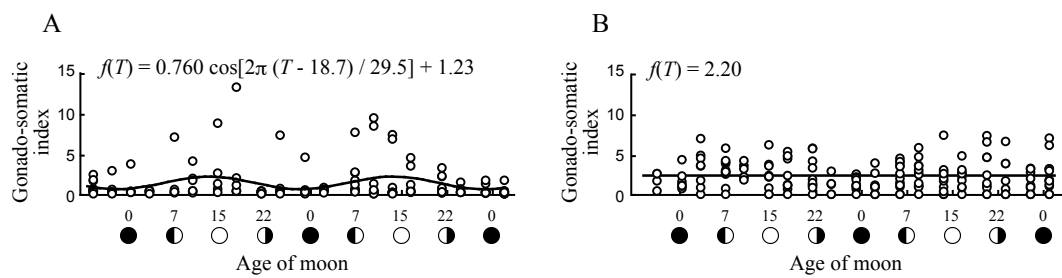 A
Gonado-somatic
index
15
10
5
0
f(T) = 0.760 cos[2π (T - 18.7) / 29.5] + 1.23
0 7 15 22 0 7 15 22 0
Age of moon
B
Gonado-somatic
index
15
10
5
0
f(T) = 2.20
0 7 15 22 0 7 15 22 0
Age of moon